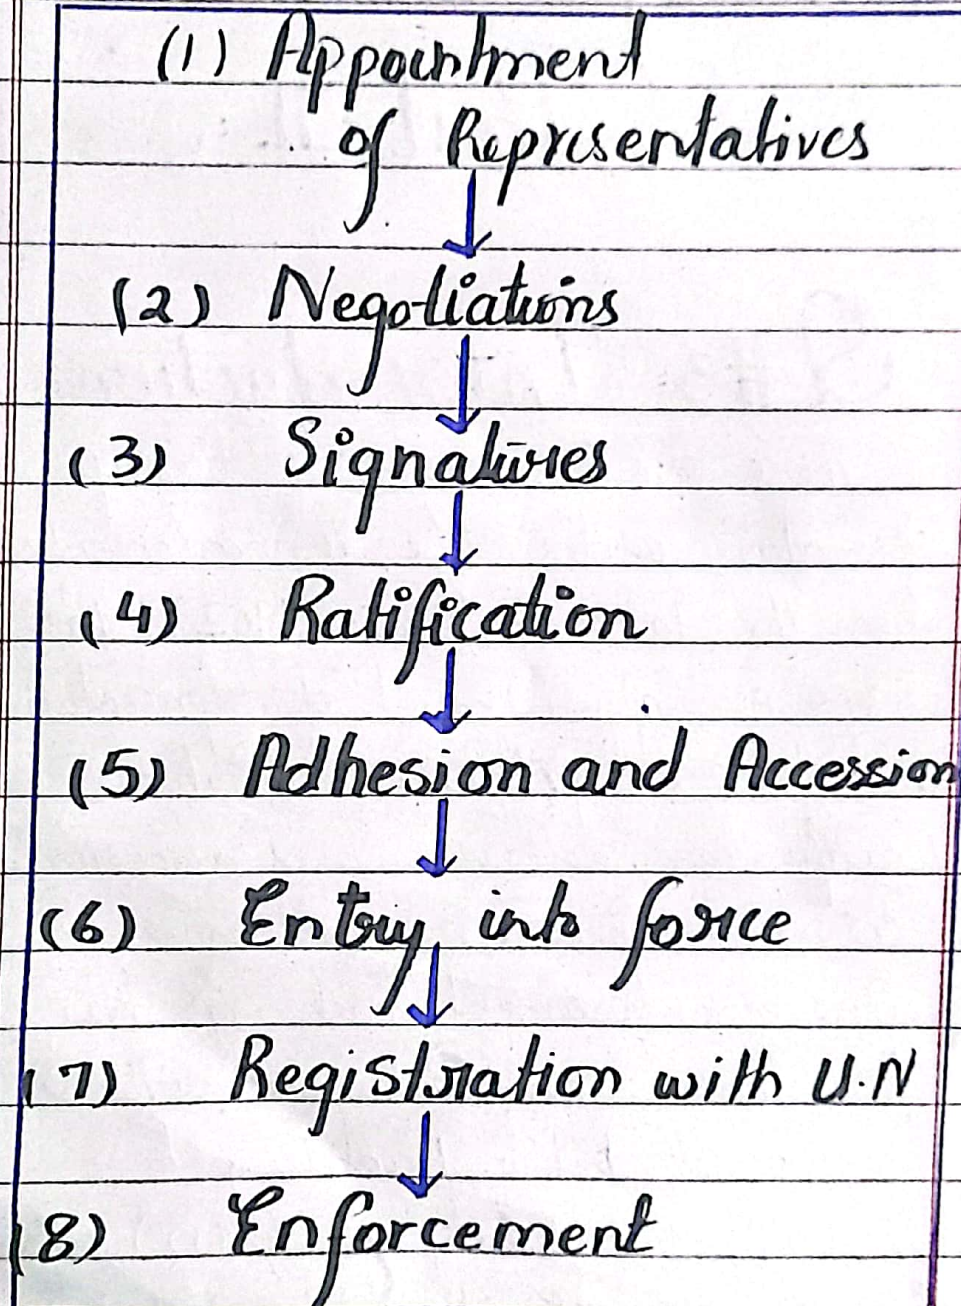 (1) Appointment
of Representatives
(2) Negotiations
(3) Signatures
(4) Ratification
(5) Adhesion and Accession
(6) Entry into force
(7) Registration with U.N
(8) Enforcement